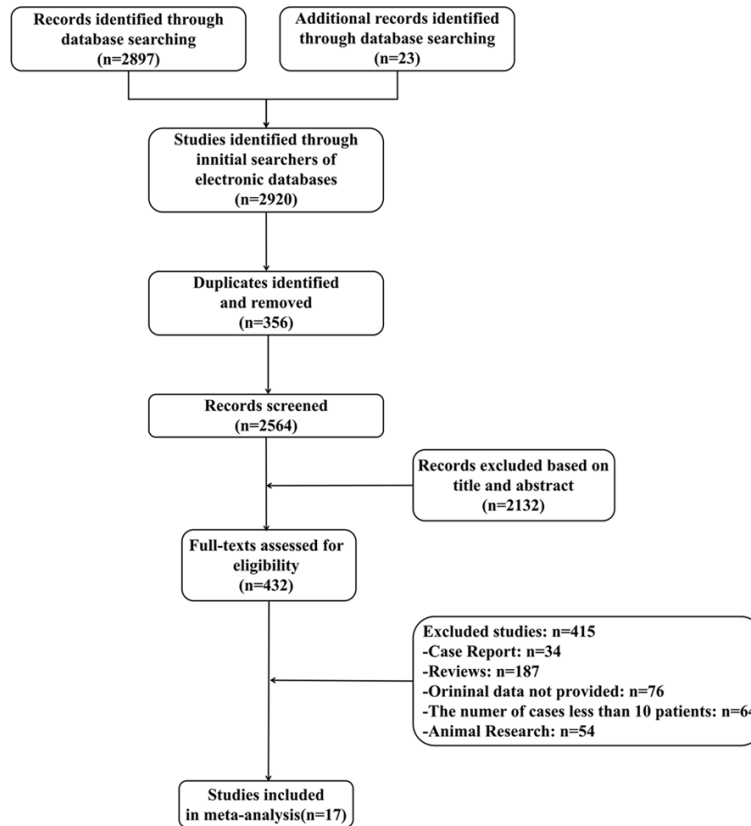 Records identified through
database searching
(n=2897)
Additional records identified
through database searching
(n=23)
Studies identified through
innitial searchers of
electronic databases
(n=2920)
Duplicates identified
and removed
(n=356)
Records screened
(n=2564)
Records excluded based on
title and abstract
(n=2132)
Full-texts assessed for
eligibility
(n=432)
Excluded studies: n=415
-Case Report: n=34
-Reviews: n=187
-Orininal data not provided: n=76
-The numer of cases less than 10 patients: n=64
-Animal Research: n=54
Studies included
in meta-analysis(n=17)